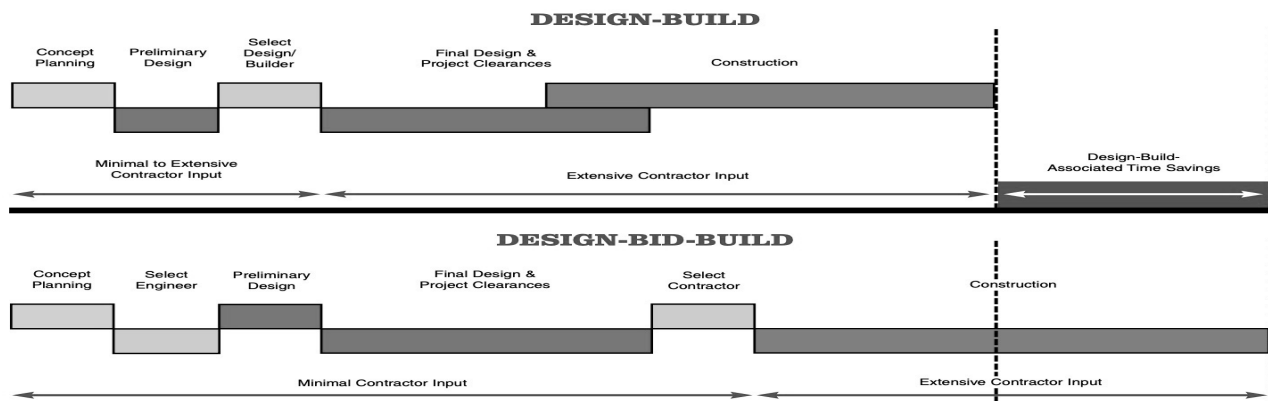 DESIGN-BUILD
Concept
Planning
Preliminary
Design
Select
Design/
Builder
Final Design &
Project Clearances
Construction
Minimal to Extensive
Contractor Input
Extensive Contractor Input
Design-Build-
Associated Time Savings
DESIGN-BID-BUILD
Concept
Planning
Select
Engineer
Preliminary
Design
Final Design &
Project Clearances
Select
Contractor
Construction
Minimal Contractor Input
Extensive Contractor Input